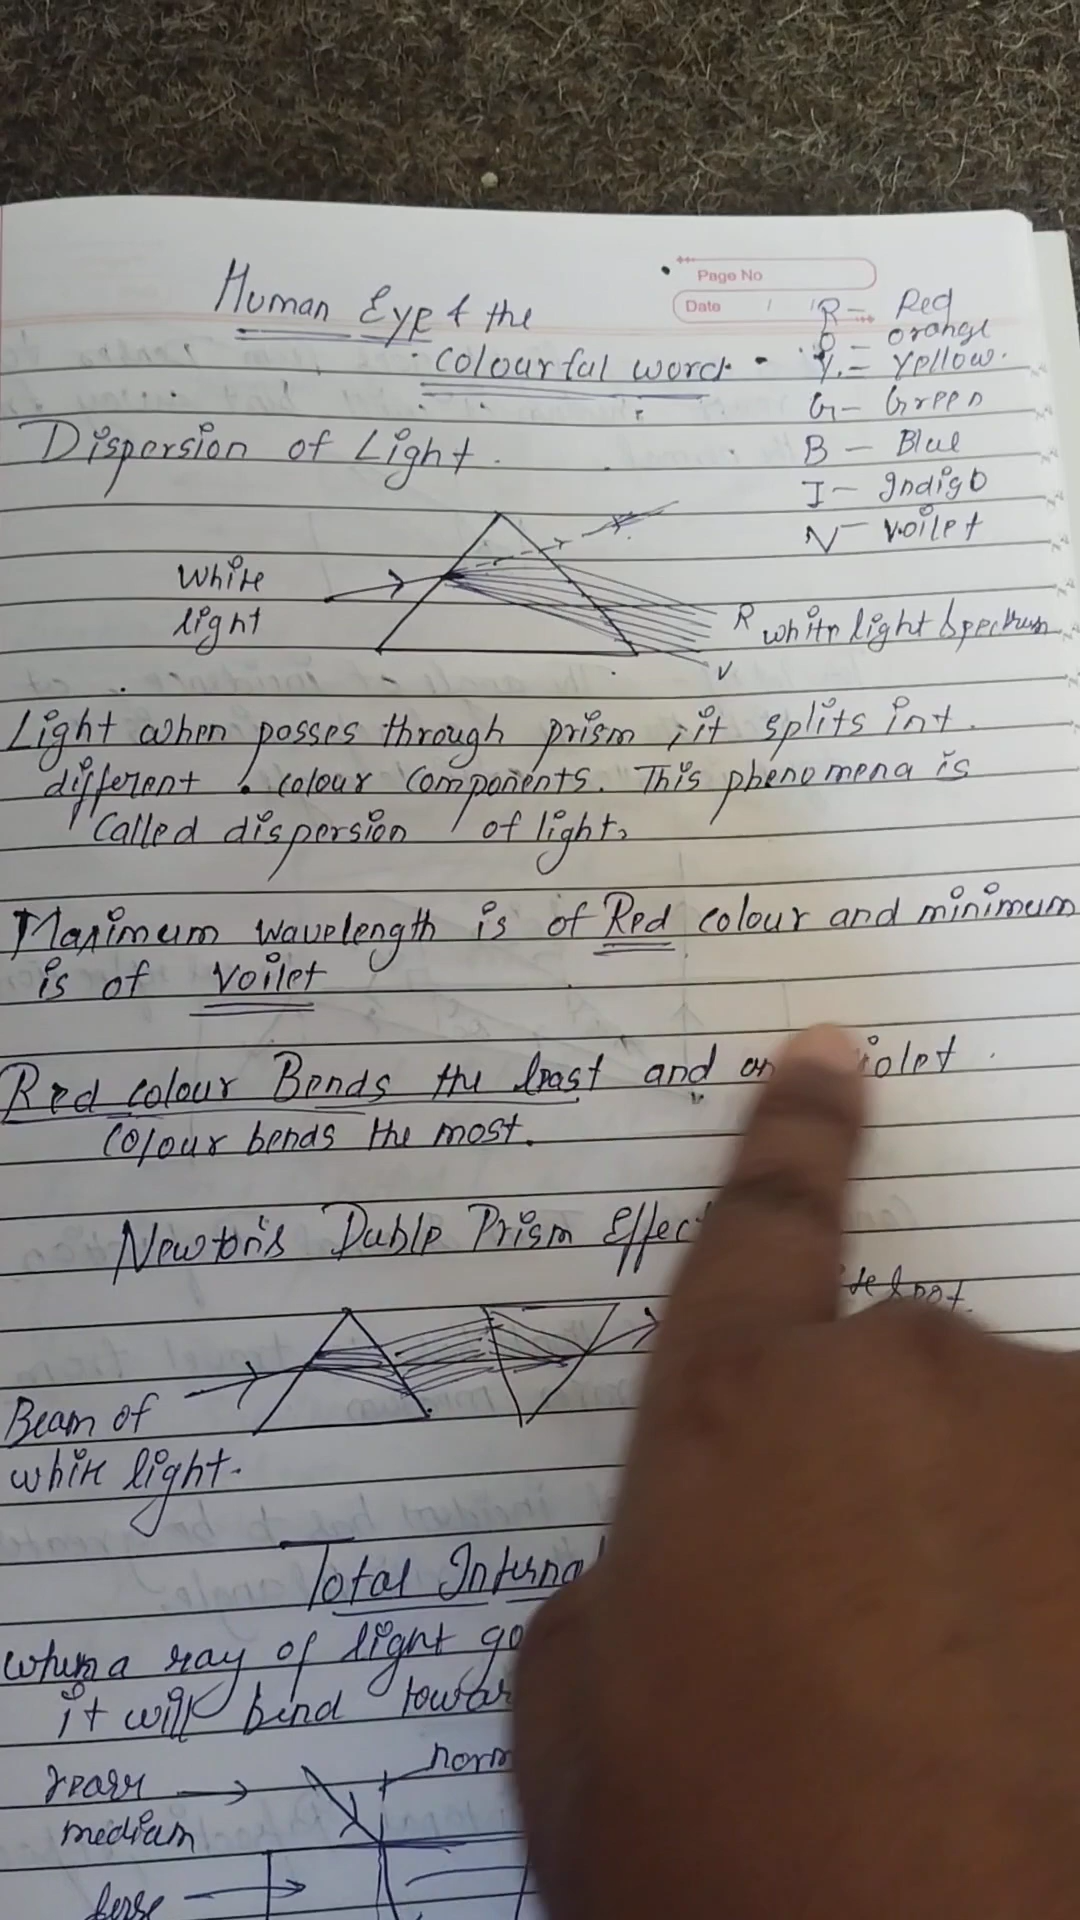 Page No
Date
Human Eye & the
colourful word.
R - Red
O - orange
Y - Yellow.
G - Green
B - Blue
I - Indigo
V - Voilet
Dispersion of Light.
White
light
R
white light Spectrum
V
Light when posses through prism, it splits int.
different colour components. This phenomena is
Called dispersion of light.
Maximum wavelength is of Red colour and minimum
is of Voilet
Red colour Bends the least and
colour bends the most.
Newton's Duble Prism Effect
Beam of
white light.
Total Interna
when a ray of light go
it will bend towar
rearr
medium
norm